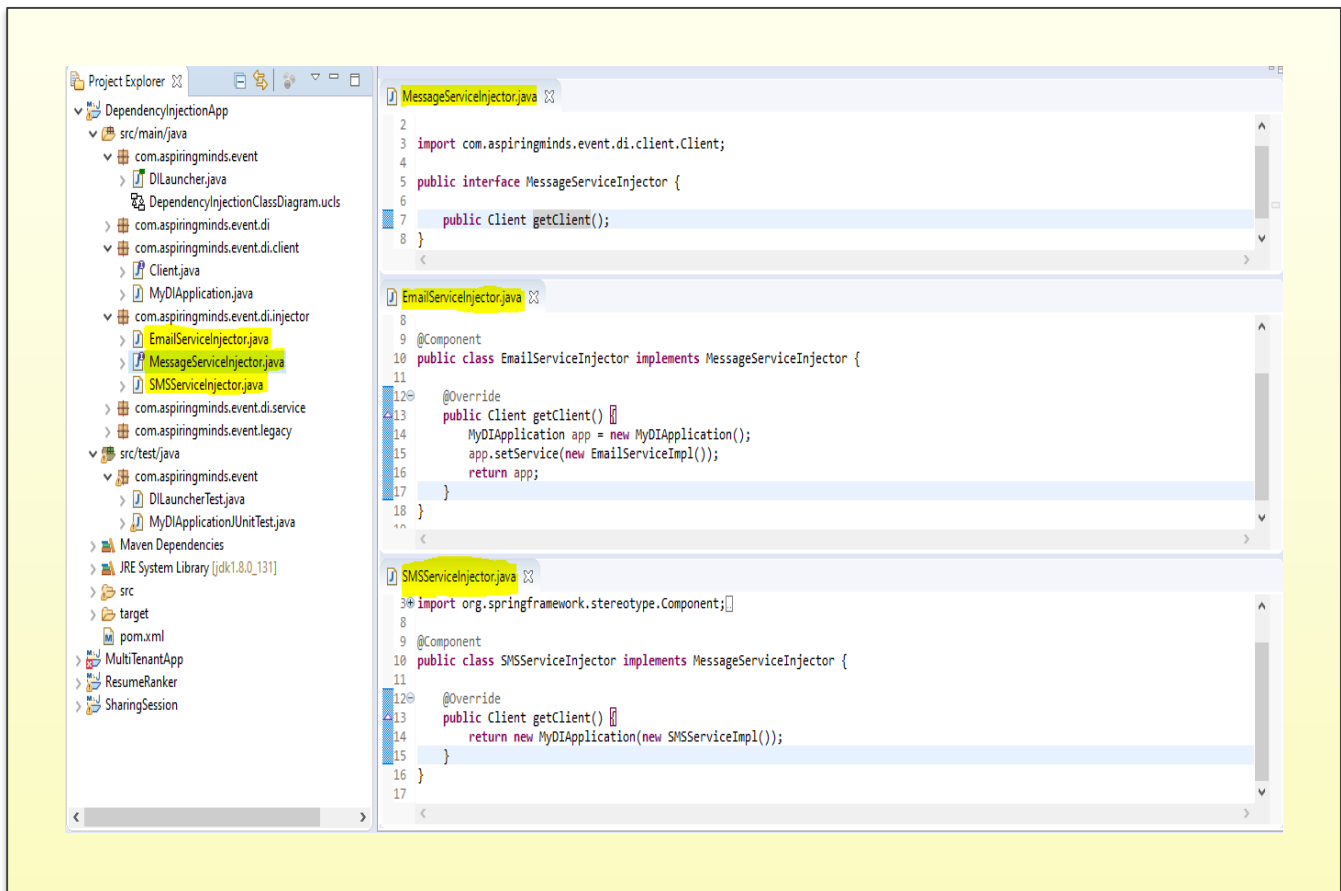 Project Explorer
DependencyInjectionApp
src/main/java
com.aspiringminds.event
DILauncher.java
DependencyInjectionClassDiagram.ucls
com.aspiringminds.event.di
com.aspiringminds.event.di.client
Client.java
MyDIApplication.java
com.aspiringminds.event.di.injector
EmailServiceInjector.java
MessageServiceInjector.java
SMSServiceInjector.java
com.aspiringminds.event.di.service
com.aspiringminds.event.legacy
src/test/java
com.aspiringminds.event
DILauncherTest.java
MyDIApplicationJUnitTest.java
Maven Dependencies
JRE System Library [jdk1.8.0_131]
src
target
pom.xml
MultiTenantApp
ResumeRanker
SharingSession
MessageServiceInjector.java
2
3 import com.aspiringminds.event.di.client.Client;
4
5 public interface MessageServiceInjector {
6
7 public Client getClient();
8 }
EmailServiceInjector.java
8
9 @Component
10 public class EmailServiceInjector implements MessageServiceInjector {
11
12 @Override
13 public Client getClient() {
14 MyDIApplication app = new MyDIApplication();
15 app.setService(new EmailServiceImpl());
16 return app;
17 }
18 }
SMSServiceInjector.java
3 import org.springframework.stereotype.Component;
8
9 @Component
10 public class SMSServiceInjector implements MessageServiceInjector {
11
12 @Override
13 public Client getClient() {
14 return new MyDIApplication(new SMSServiceImpl());
15 }
16 }
17